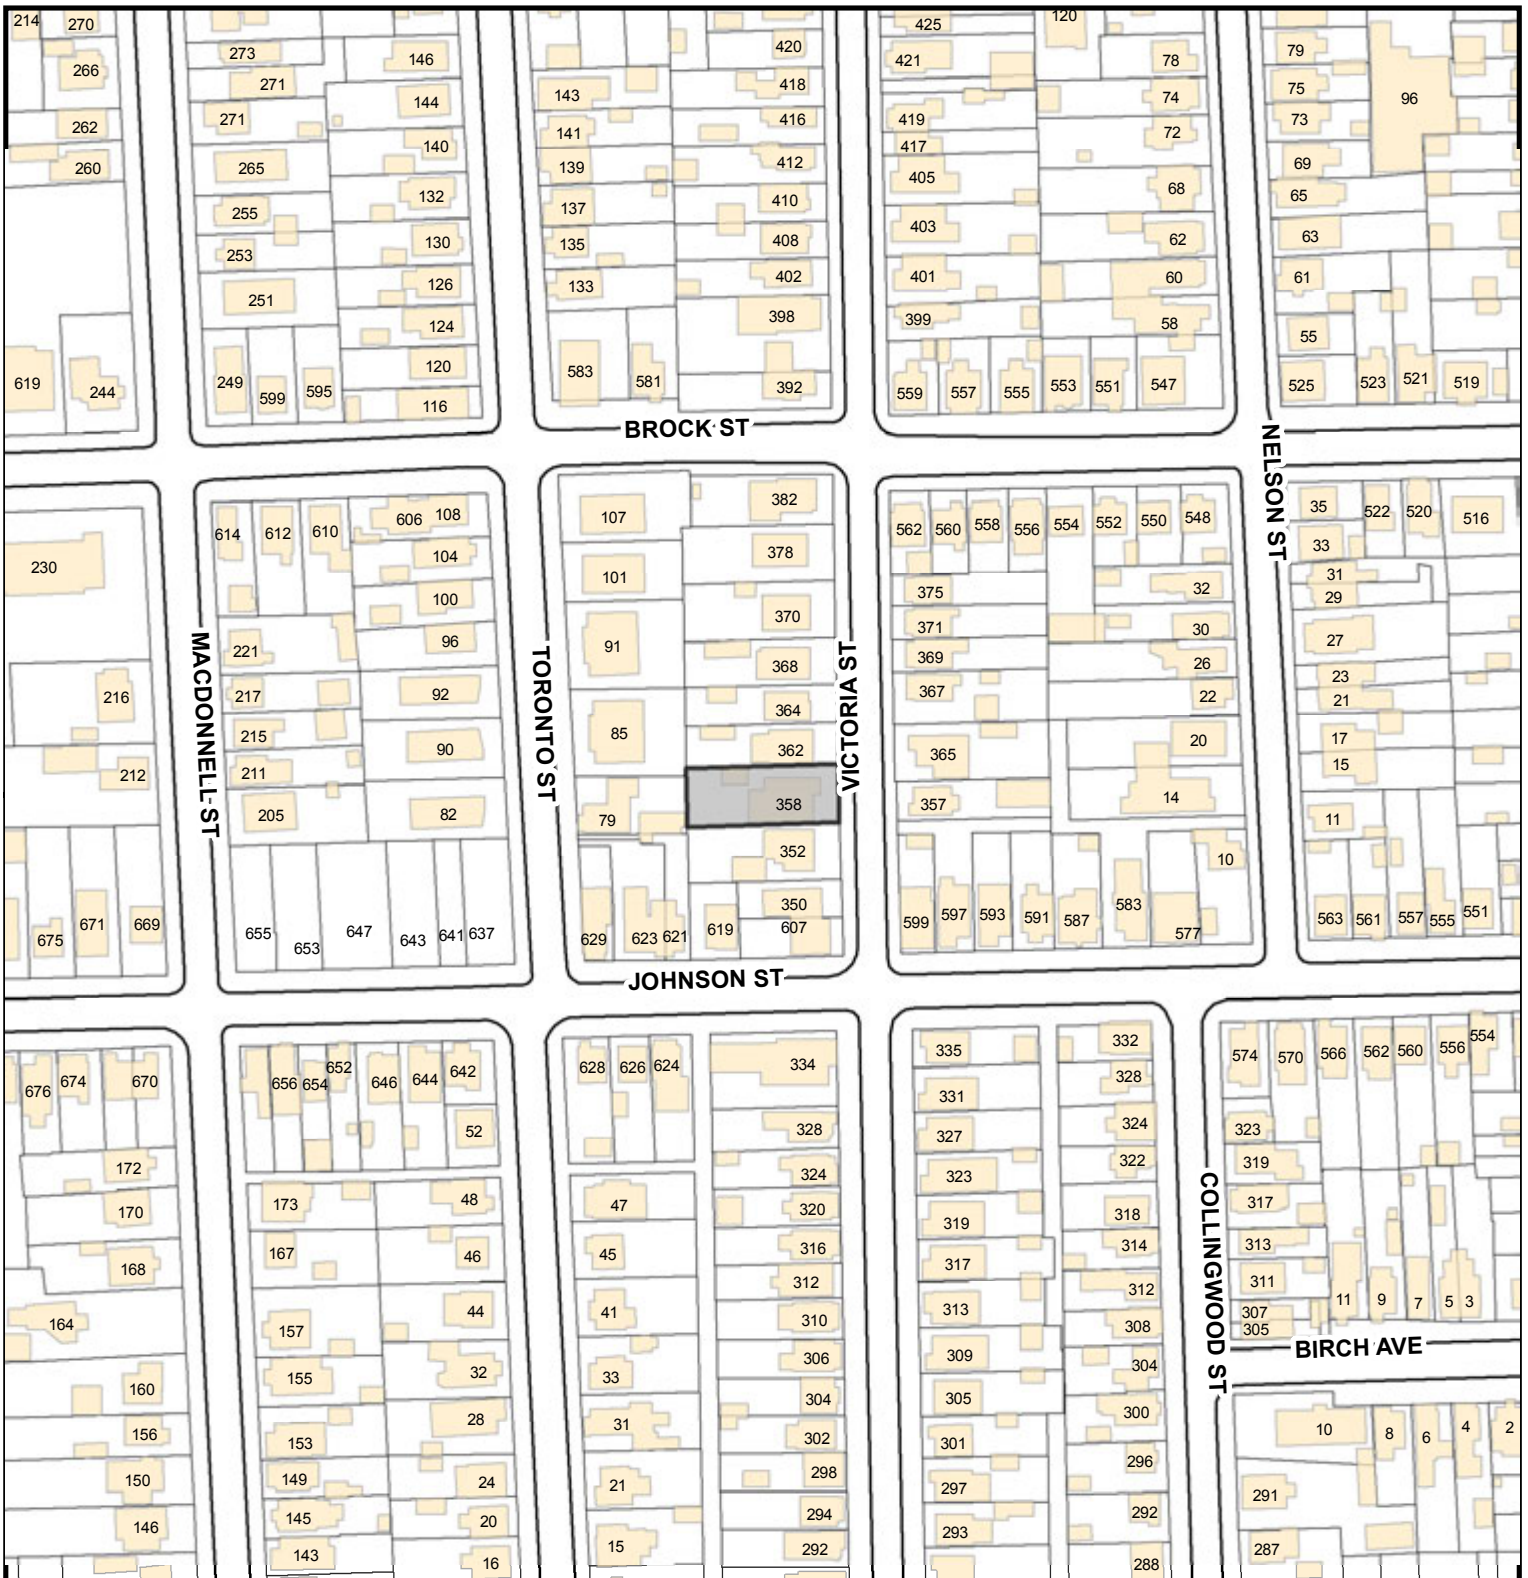 214 270 425 120
273 146 420 421 78 79
266 271 143 418 75 96
262 271 144 141 416 419 74 73
260 265 140 139 412 417 72 69
255 132 137 410 405 68 65
253 130 135 408 403 62 63
251 126 133 402 401 60 61
124 398 399 58 55
619 244 249 599 595 120 583 581 392 559 557 555 553 551 547 525 523 521 519
116
BROCK ST
NELSON ST
614 612 610 606 108 107 382 562 560 558 556 554 552 550 548 35 522 520 516
230 104 101 378 375 32 33
100 370 371 30 31
29
221 96 91 368 369 26 27
216 217 92 364 367 22 23
21
MACDONNELL ST
TORONTO ST
VICTORIA ST
215 90 85 362 365 20 17
212 211 15
205 82 79 358 357 14 11
352 10
655 653 647 643 641 637 629 623 621 619 350
607 599 597 593 591 587 583 577 563 561 557 555 551
675 671 669
JOHNSON ST
676 674 670 656 654 652 646 644 642 628 626 624 334 335 332 574 570 566 562 560 556 554
331 328
52 328 327 324 323
172 324 323 322 319
173 48 47 320 319 318 317
170
167 46 45 316 317 314 313
168 312 312 311 11 9 7 5 3
164 157 44 41 310 313 308 307
305
COLLINGWOOD ST
BIRCH AVE
160 155 32 33 306 309 304
304 305 300
156 153 28 31 302 301 296 10 8 6 4 2
150 149 24 21 298 297 291
146 145 20 294 293 292 287
143 16 15 292 288